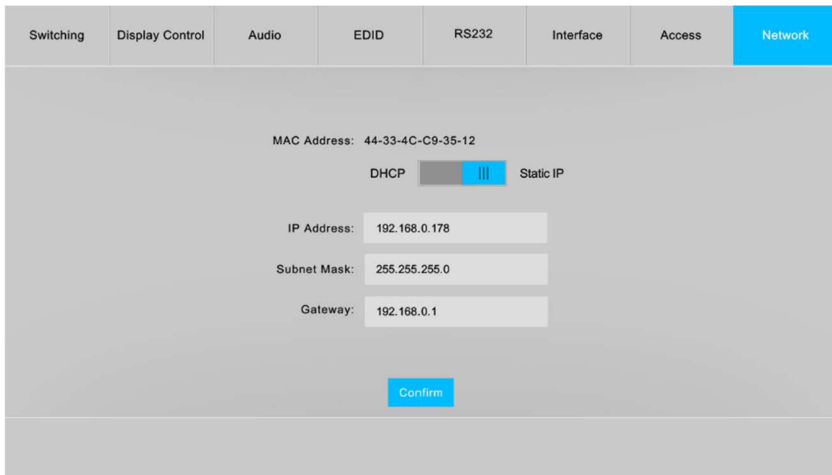 Switching Display Control Audio EDID RS232 Interface Access Network
MAC Address: 44-33-4C-C9-35-12
DHCP Static IP
IP Address: 192.168.0.178
Subnet Mask: 255.255.255.0
Gateway: 192.168.0.1
Confirm